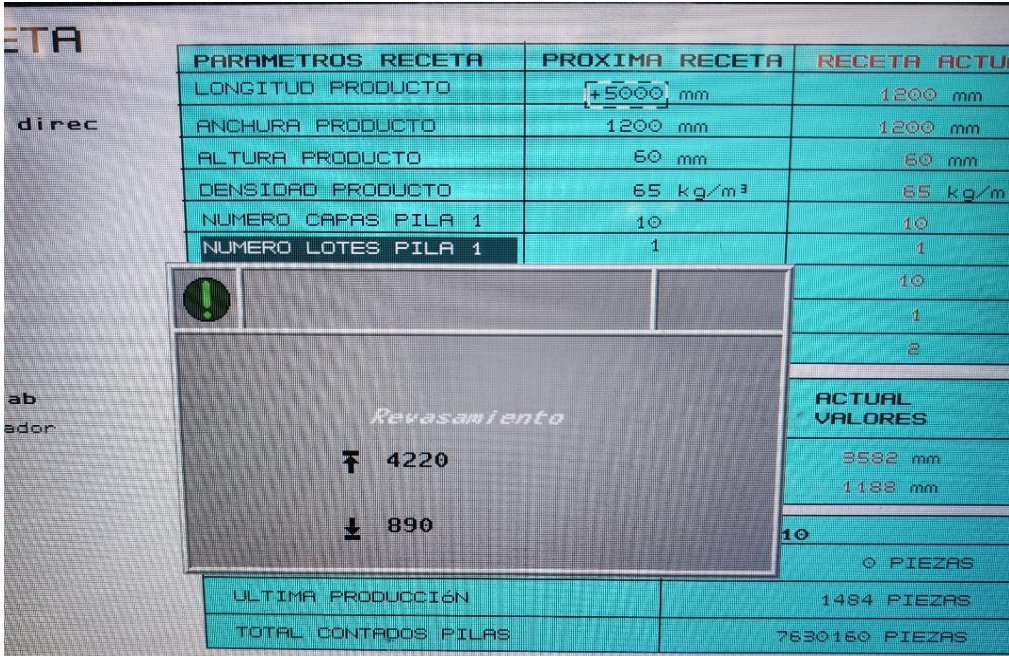 ETA
PARAMETROS RECETA PROXIMA RECETA RECETA ACTU
LONGITUD PRODUCTO +5000 mm 1200 mm
direc
ANCHURA PRODUCTO 1200 mm 1200 mm
ALTURA PRODUCTO 60 mm 60 mm
DENSIDAD PRODUCTO 65 kg/m³ 65 kg/m
NUMERO CAPAS PILA 1 10 10
NUMERO LOTES PILA 1 1 1
10
1
2
ab
ador
ACTUAL
VALORES
Revasamiento
4220
3582 mm
1188 mm
890
10
0 PIEZAS
ULTIMA PRODUCCIóN 1484 PIEZAS
TOTAL CONTADOS PILAS 7630160 PIEZAS